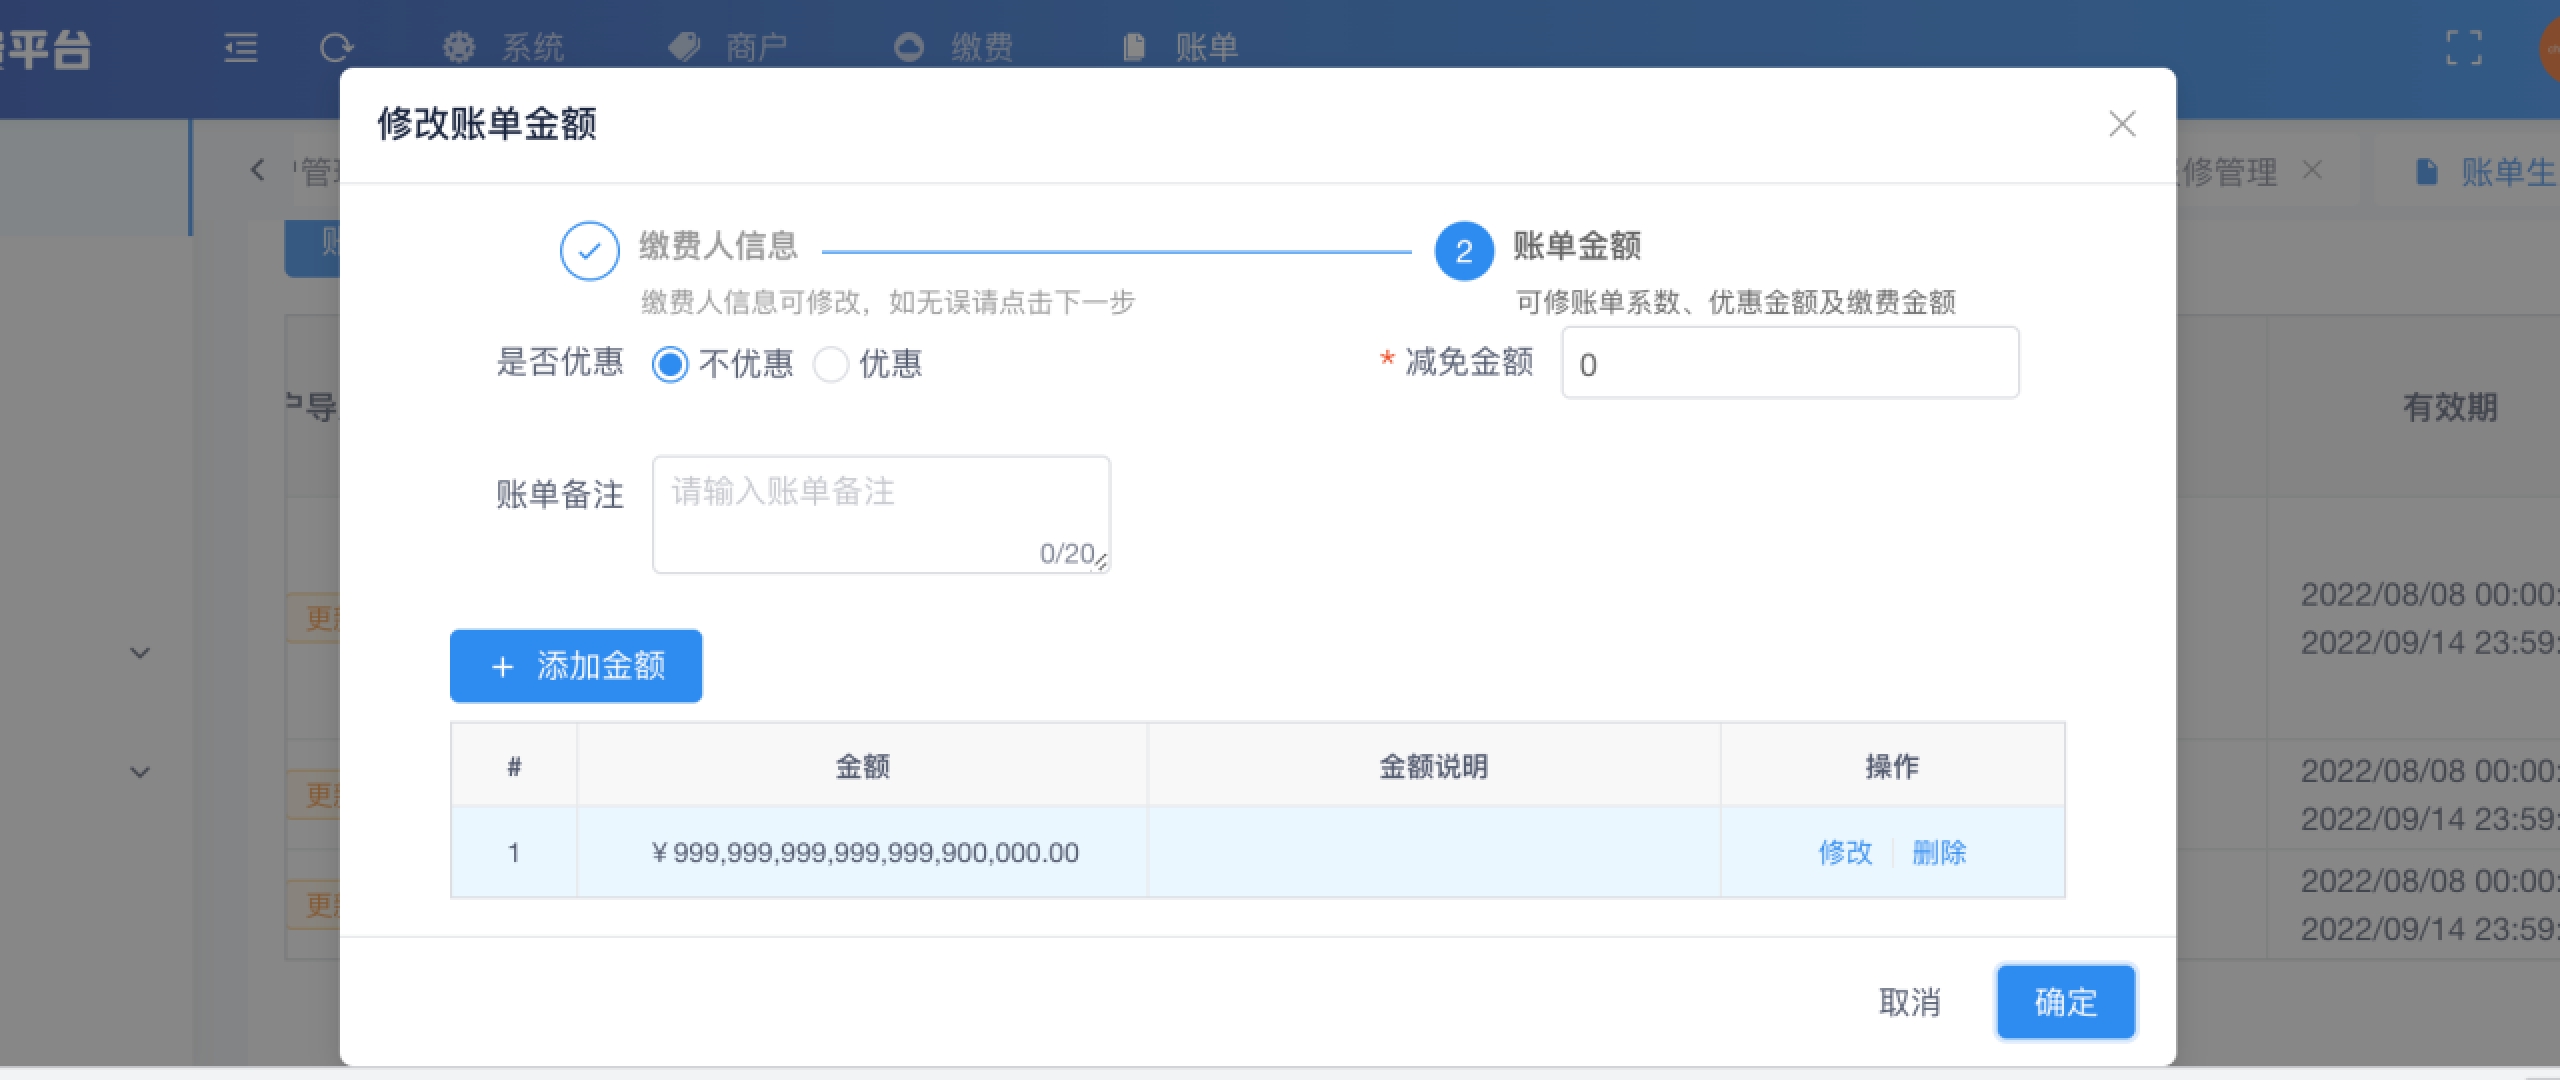 平台
系统
商户
缴费
账单
修改账单金额
修管理
账单生
缴费人信息
缴费人信息可修改，如无误请点击下一步
2
账单金额
可修账单系数、优惠金额及缴费金额
是否优惠
不优惠
优惠
* 减免金额
0
有效期
账单备注
请输入账单备注
0/20
更
2022/08/08 00:00:
2022/09/14 23:59:
+ 添加金额
# 金额 金额说明 操作
1 ¥ 999,999,999,999,999,900,000.00 修改 删除
更
2022/08/08 00:00:
2022/09/14 23:59:
更
2022/08/08 00:00:
2022/09/14 23:59:
取消
确定